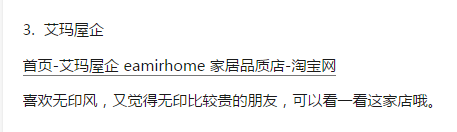 3. 艾玛屋企
首页-艾玛屋企 eamirhome 家居品质店-淘宝网
喜欢无印风，又觉得无印比较贵的朋友，可以看一看这家店哦。